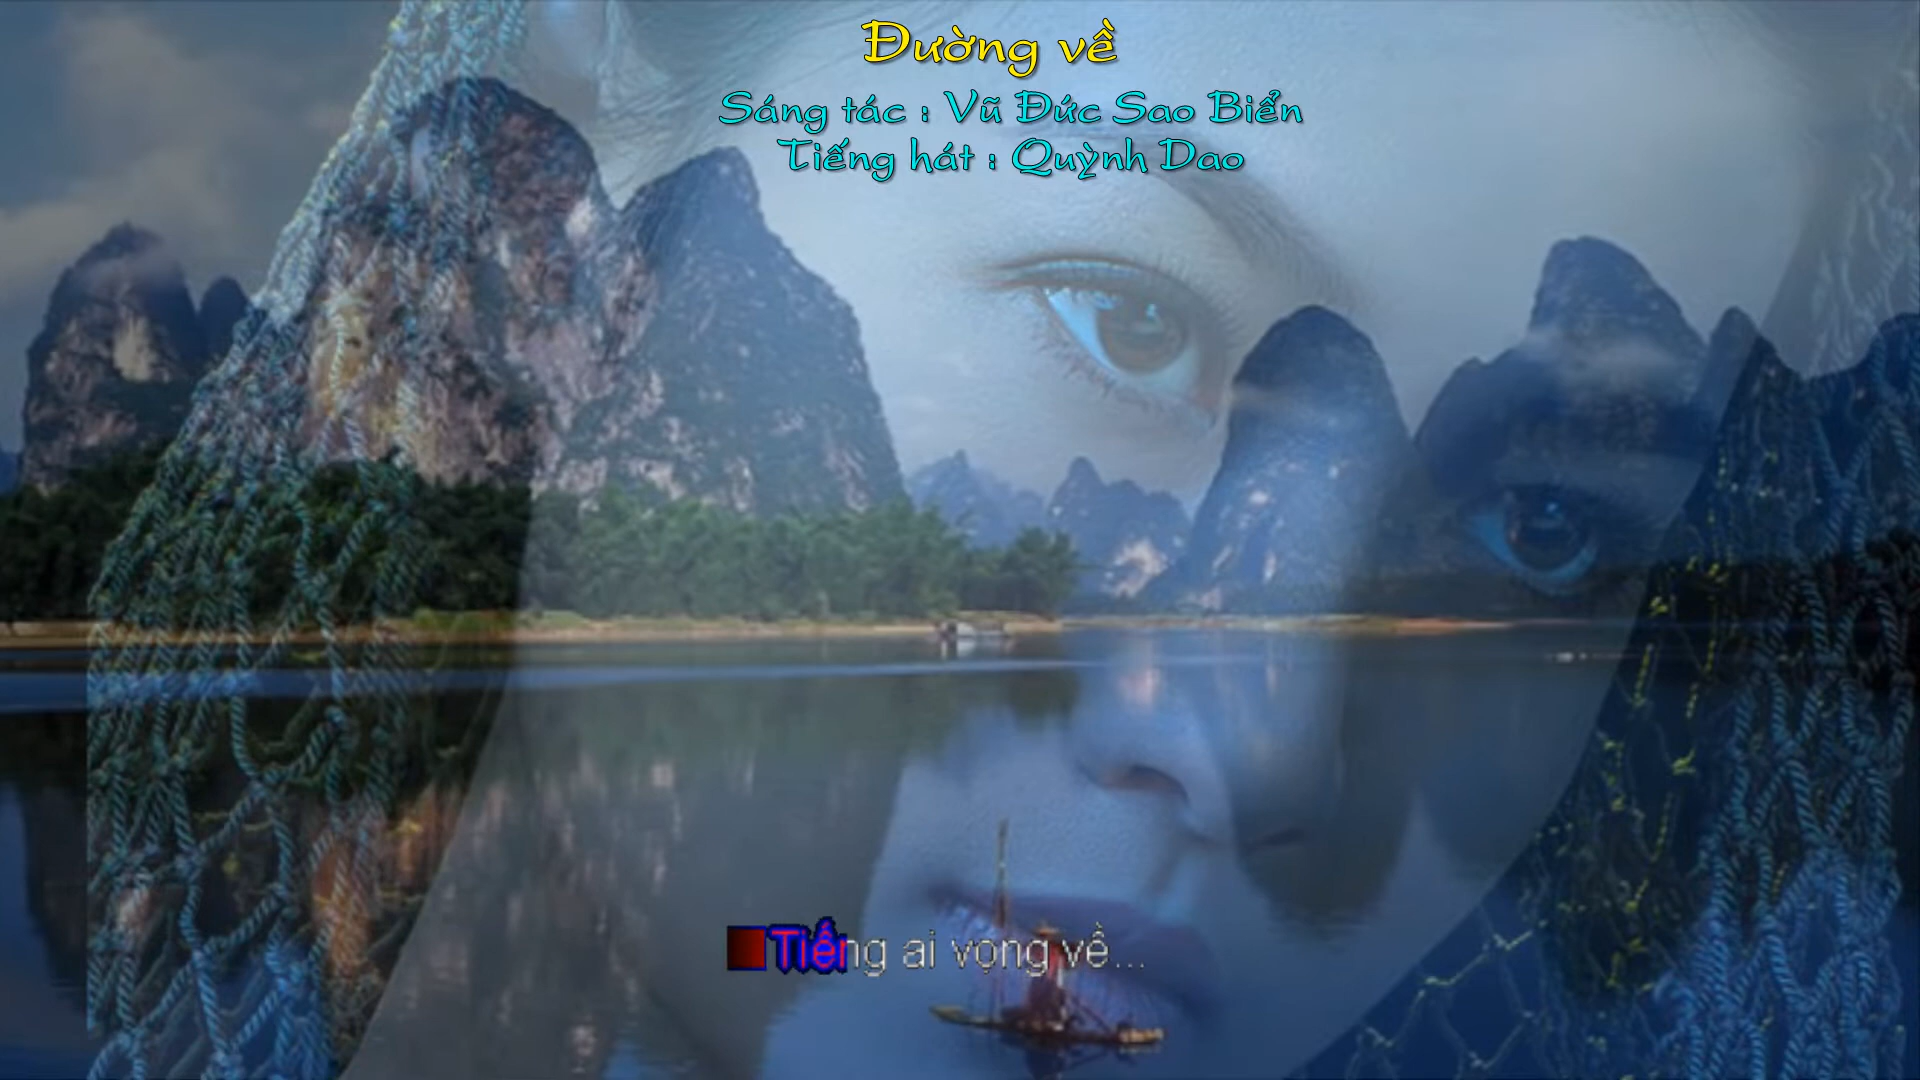 Đường về
Sáng tác : Vũ Đức Sao Biển
Tiếng hát : Quỳnh Dao
Tiếng ai vọng về...